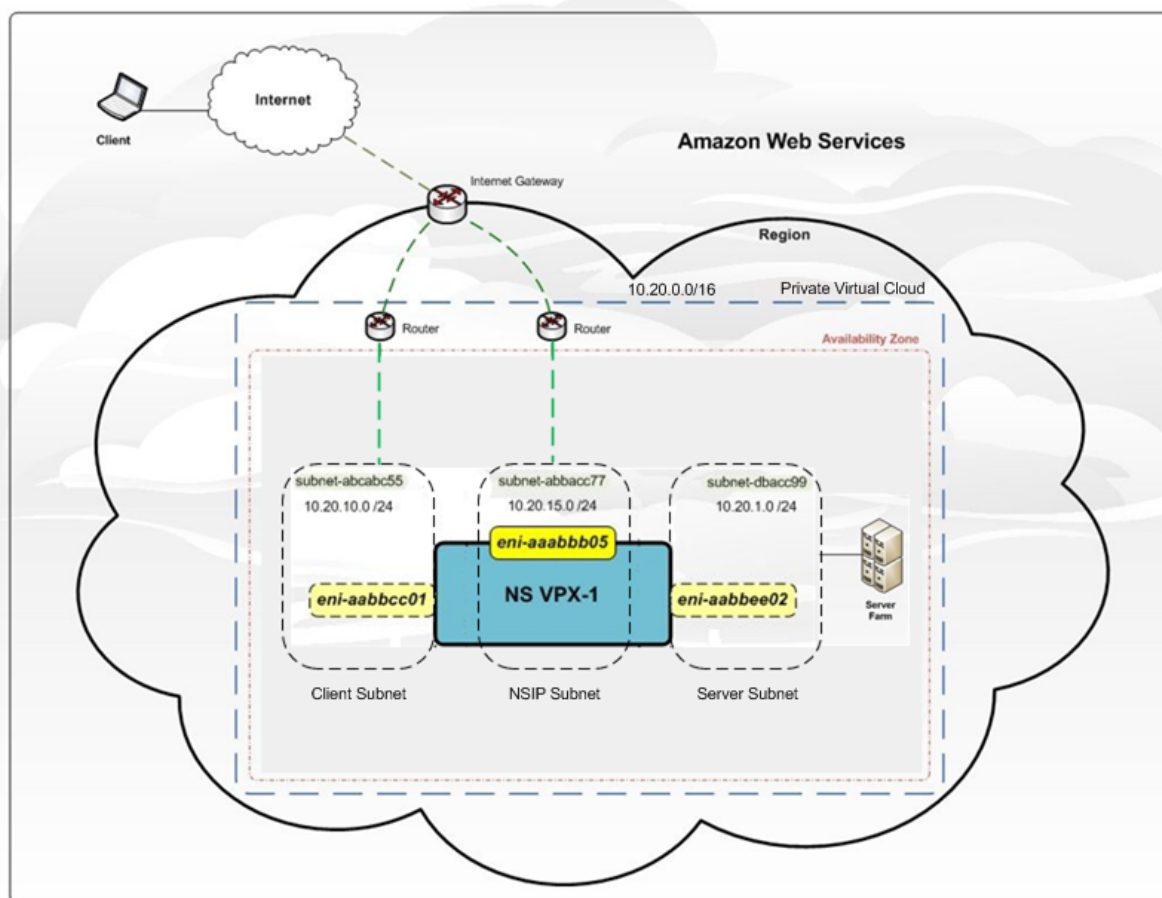 Internet
Client
Amazon Web Services
Internet Gateway
Region
10.20.0.0/16
Private Virtual Cloud
Router
Router
Availability Zone
subnet-abcabc55
10.20.10.0 /24
subnet-abbacc77
10.20.15.0 /24
subnet-dbacc99
10.20.1.0 /24
eni-aaabbb05
NS VPX-1
eni-aabbcc01
eni-aabbee02
Server
Farm
Client Subnet
NSIP Subnet
Server Subnet